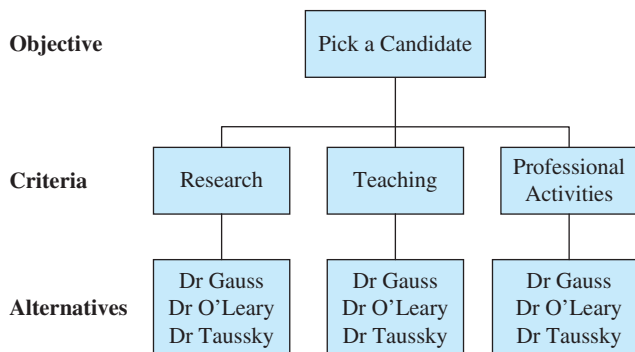 Objective
Pick a Candidate
Criteria
Research
Teaching
Professional
Activities
Alternatives
Dr Gauss
Dr O’Leary
Dr Taussky
Dr Gauss
Dr O’Leary
Dr Taussky
Dr Gauss
Dr O’Leary
Dr Taussky